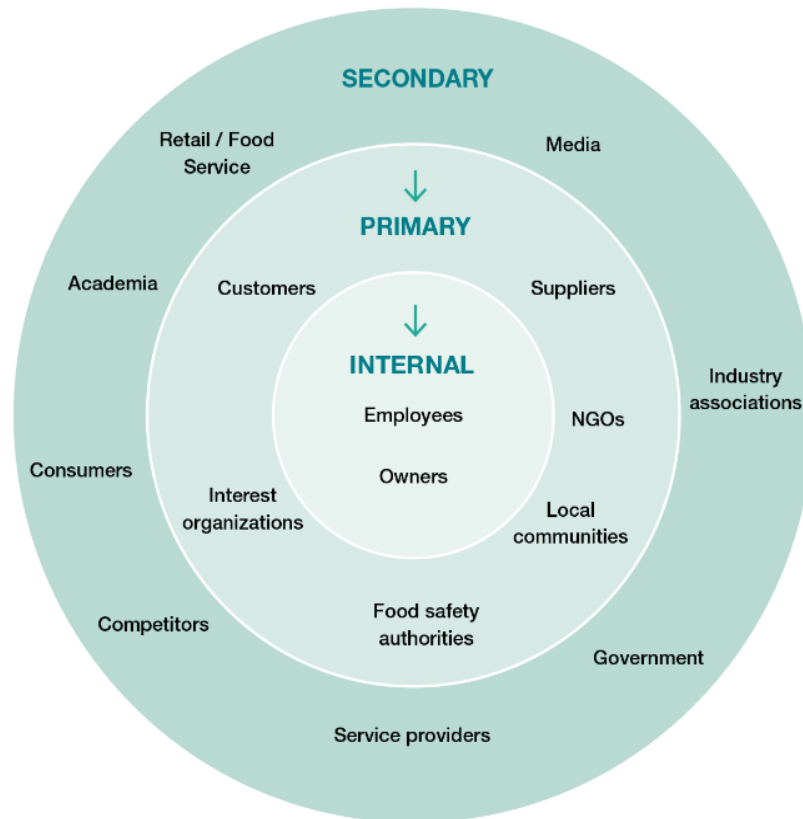 SECONDARY
Retail / Food
Service
Media
PRIMARY
Academia
Customers
Suppliers
INTERNAL
Industry
associations
Employees
NGOs
Consumers
Owners
Interest
organizations
Local
communities
Competitors
Food safety
authorities
Government
Service providers